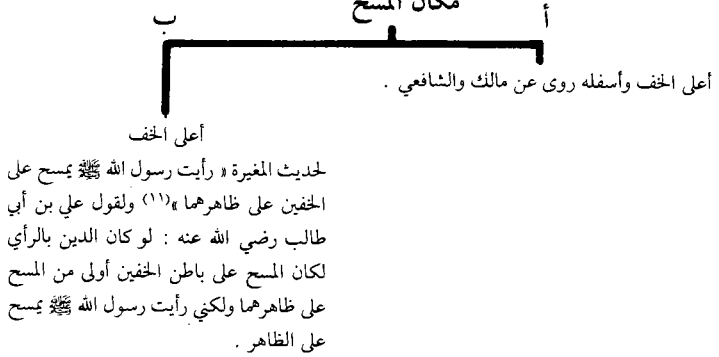 مكان المسح
أ
ب
أعلى الخف وأسفله روى عن مالك والشافعي .
أعلى الخف
لحديث المغيرة « رأيت رسول الله ﷺ يمسح على
الخفين على ظاهرهما »(١١) ولقول علي بن أبي
طالب رضي الله عنه : لو كان الدين بالرأي
لكان المسح على باطن الخفين أولى من المسح
على ظاهرهما ولكني رأيت رسول الله ﷺ يمسح
على الظاهر .